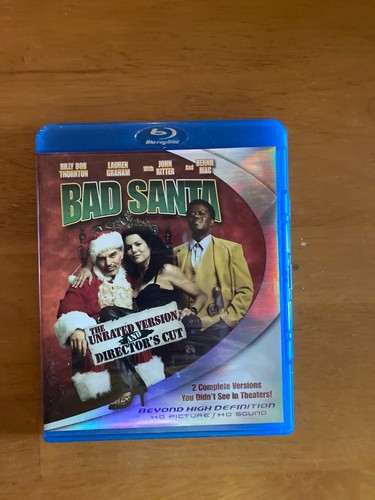 Blu-ray Disc
BILLY BOB THORNTON
LAUREN GRAHAM
With JOHN RITTER
And BERNIE MAC
BAD SANTA
THE UNRATED VERSION
AND
DIRECTOR'S CUT
2 Complete Versions
You Didn't See In Theaters!
BEYOND HIGH DEFINITION
HD PICTURE / HD SOUND